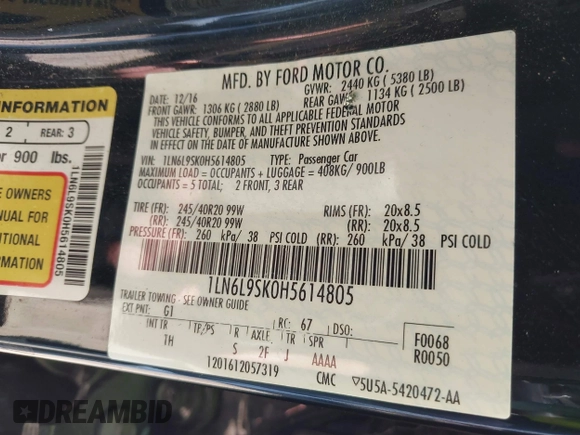 INFORMATION
2 REAR: 3
or 900 lbs.
E OWNERS
NUAL FOR
ITIONAL
RMATION
1LN6L9SK0H5614805
MFD. BY FORD MOTOR CO.
DATE: 12/16 GVWR: 2440 KG ( 5380 LB)
FRONT GAWR: 1306 KG ( 2880 LB) REAR GAWR: 1134 KG ( 2500 LB)
THIS VEHICLE CONFORMS TO ALL APPLICABLE FEDERAL MOTOR
VEHICLE SAFETY, BUMPER, AND THEFT PREVENTION STANDARDS
IN EFFECT ON THE DATE OF MANUFACTURE SHOWN ABOVE.
VIN: 1LN6L9SK0H5614805 TYPE: Passenger Car
MAXIMUM LOAD = OCCUPANTS + LUGGAGE = 408KG/ 900LB
OCCUPANTS = 5 TOTAL; 2 FRONT, 3 REAR
TIRE (FR): 245/40R20 99W RIMS (FR): 20x8.5
(RR): 245/40R20 99W (RR): 20x8.5
PRESSURE (FR): 260 kPa/ 38 PSI COLD (RR): 260 kPa/ 38 PSI COLD
1LN6L9SK0H5614805
TRAILER TOWING - SEE OWNER GUIDE
EXT PNT: G1 RC: 67 DSO: F0068
INT TR TP/PS R AXLE TR SPR R0050
TH S 2F J AAAA
1201612057319 CMC ▽5U5A-5420472-AA
DREAMBID